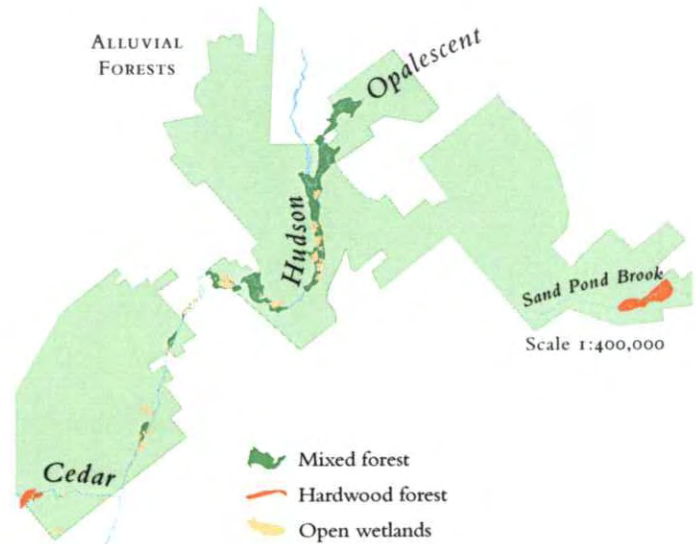 ALLUVIAL
FORESTS
Opalescent
Hudson
Sand Pond Brook
Scale 1:400,000
Cedar
Mixed forest
Hardwood forest
Open wetlands